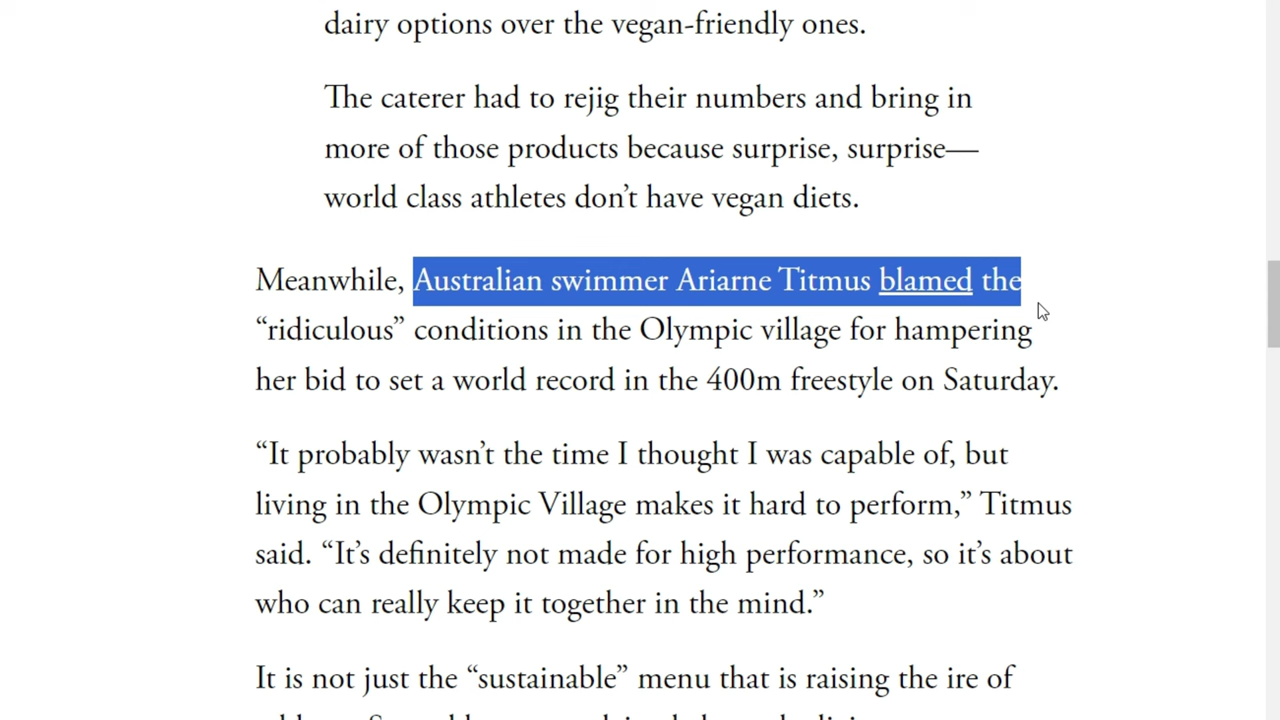 dairy options over the vegan-friendly ones.
The caterer had to rejig their numbers and bring in
more of those products because surprise, surprise—
world class athletes don’t have vegan diets.
Meanwhile, Australian swimmer Ariarne Titmus blamed the
“ridiculous” conditions in the Olympic village for hampering
her bid to set a world record in the 400m freestyle on Saturday.
“It probably wasn’t the time I thought I was capable of, but
living in the Olympic Village makes it hard to perform,” Titmus
said. “It’s definitely not made for high performance, so it’s about
who can really keep it together in the mind.”
It is not just the “sustainable” menu that is raising the ire of